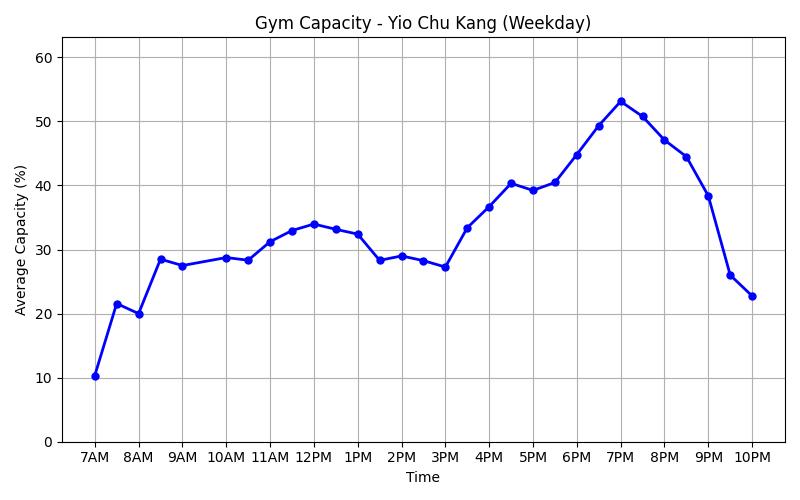 Gym Capacity - Yio Chu Kang (Weekday)
Average Capacity (%)
60
50
40
30
20
10
0
7AM 8AM 9AM 10AM 11AM 12PM 1PM 2PM 3PM 4PM 5PM 6PM 7PM 8PM 9PM 10PM
Time